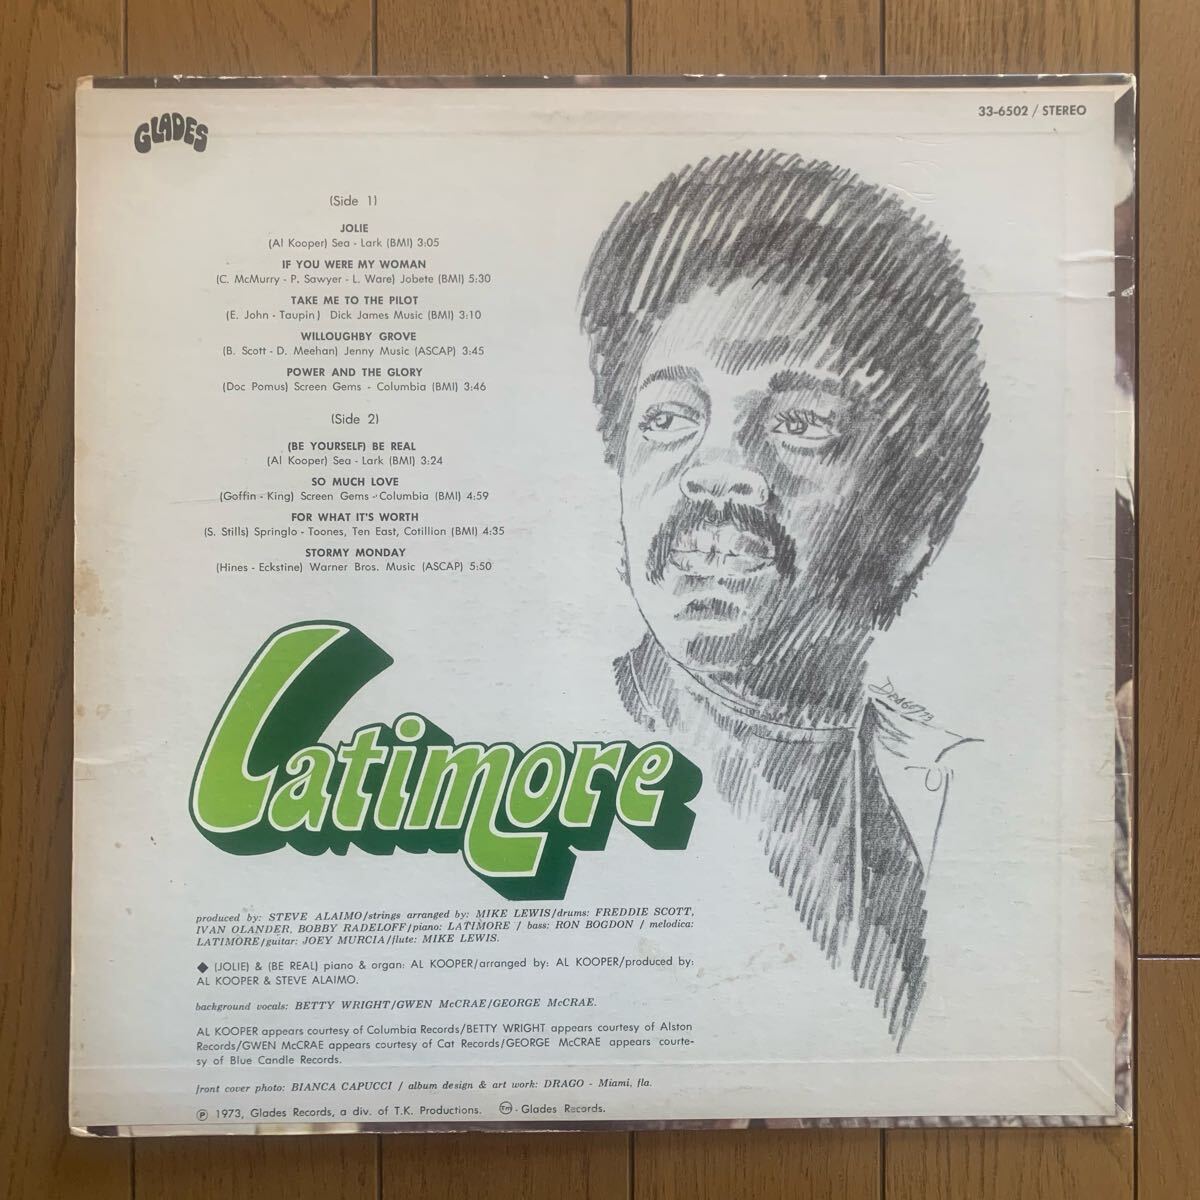 GLADES
33-6502 / STEREO
(Side 1)
JOLIE
(Al Kooper) Sea - Lark (BMI) 3:05
IF YOU WERE MY WOMAN
(C. McMurry - P. Sawyer - L. Ware) Jobete (BMI) 5:30
TAKE ME TO THE PILOT
(E. John - Taupin) Dick James Music (BMI) 3:10
WILLOUGHBY GROVE
(B. Scott - D. Meehan) Jenny Music (ASCAP) 3:45
POWER AND THE GLORY
(Doc Pomus) Screen Gems - Columbia (BMI) 3:46
(Side 2)
(BE YOURSELF) BE REAL
(Al Kooper) Sea - Lark (BMI) 3:24
SO MUCH LOVE
(Goffin - King) Screen Gems - Columbia (BMI) 4:59
FOR WHAT IT'S WORTH
(S. Stills) Springlo - Toones, Ten East, Cotillion (BMI) 4:35
STORMY MONDAY
(Hines - Eckstine) Warner Bros. Music (ASCAP) 5:50
Latimore
produced by: STEVE ALAIMO/strings arranged by: MIKE LEWIS/drums: FREDDIE SCOTT,
IVAN OLANDER, BOBBY RADELOFF/piano: LATIMORE / bass: RON BOGDON / melodica:
LATIMORE/guitar: JOEY MURCIA/flute: MIKE LEWIS.
◆ (JOLIE) & (BE REAL) piano & organ: AL KOOPER/arranged by: AL KOOPER/produced by:
AL KOOPER & STEVE ALAIMO.
background vocals: BETTY WRIGHT/GWEN McCRAE/GEORGE McCRAE.
AL KOOPER appears courtesy of Columbia Records/BETTY WRIGHT appears courtesy of Alston
Records/GWEN McCRAE appears courtesy of Cat Records/GEORGE McCRAE appears courte-
sy of Blue Candle Records.
front cover photo: BIANCA CAPUCCI / album design & art work: DRAGO - Miami, fla.
Ⓟ 1973, Glades Records, a div. of T.K. Productions. TM - Glades Records.